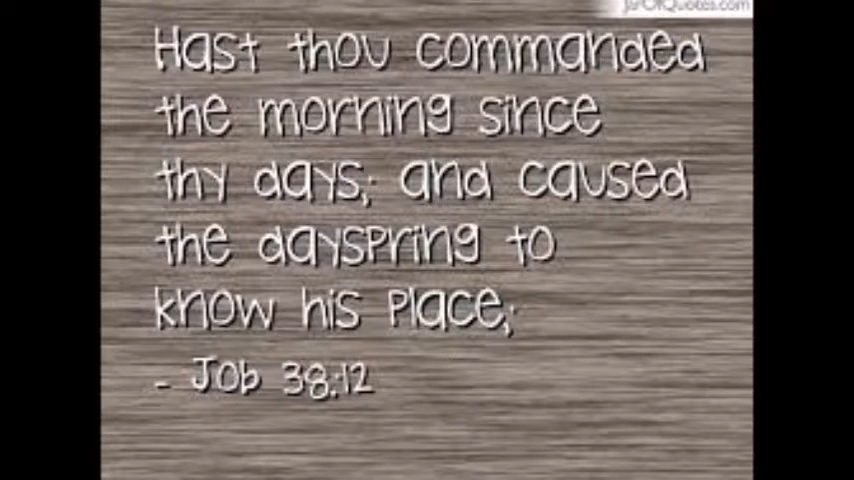 JarOfQuotes.com
Hast thou commanded
the morning since
thy days; and caused
the dayspring to
know his place;
- Job 38:12